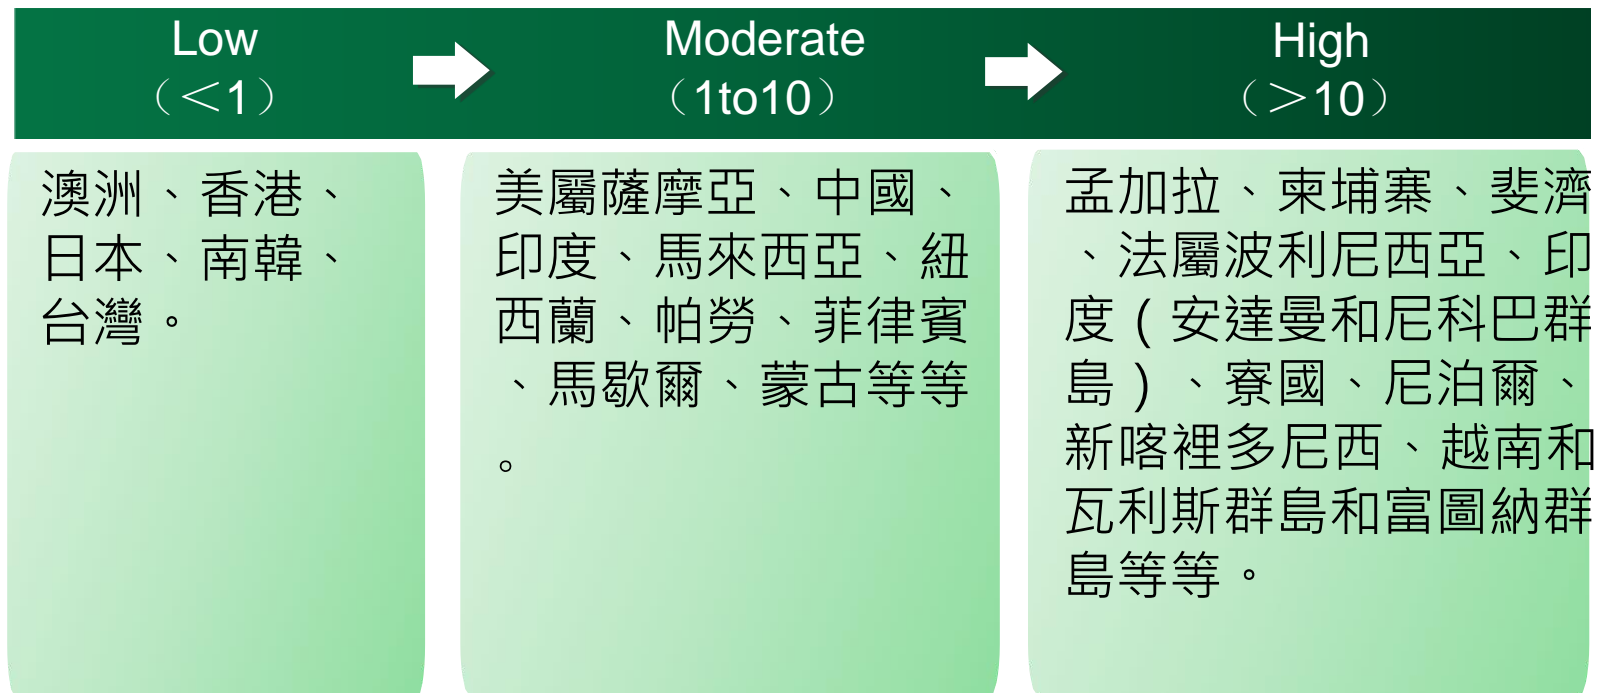 Low
（＜1）
Moderate
（1to10）
High
（＞10）
澳洲、香港、
日本、南韓、
台灣。
美屬薩摩亞、中國、
印度、馬來西亞、紐
西蘭、帕勞、菲律賓
、馬歇爾、蒙古等等
。
孟加拉、柬埔寨、斐濟
、法屬波利尼西亞、印
度(安達曼和尼科巴群
島)、寮國、尼泊爾、
新喀裡多尼西、越南和
瓦利斯群島和富圖納群
島等等。